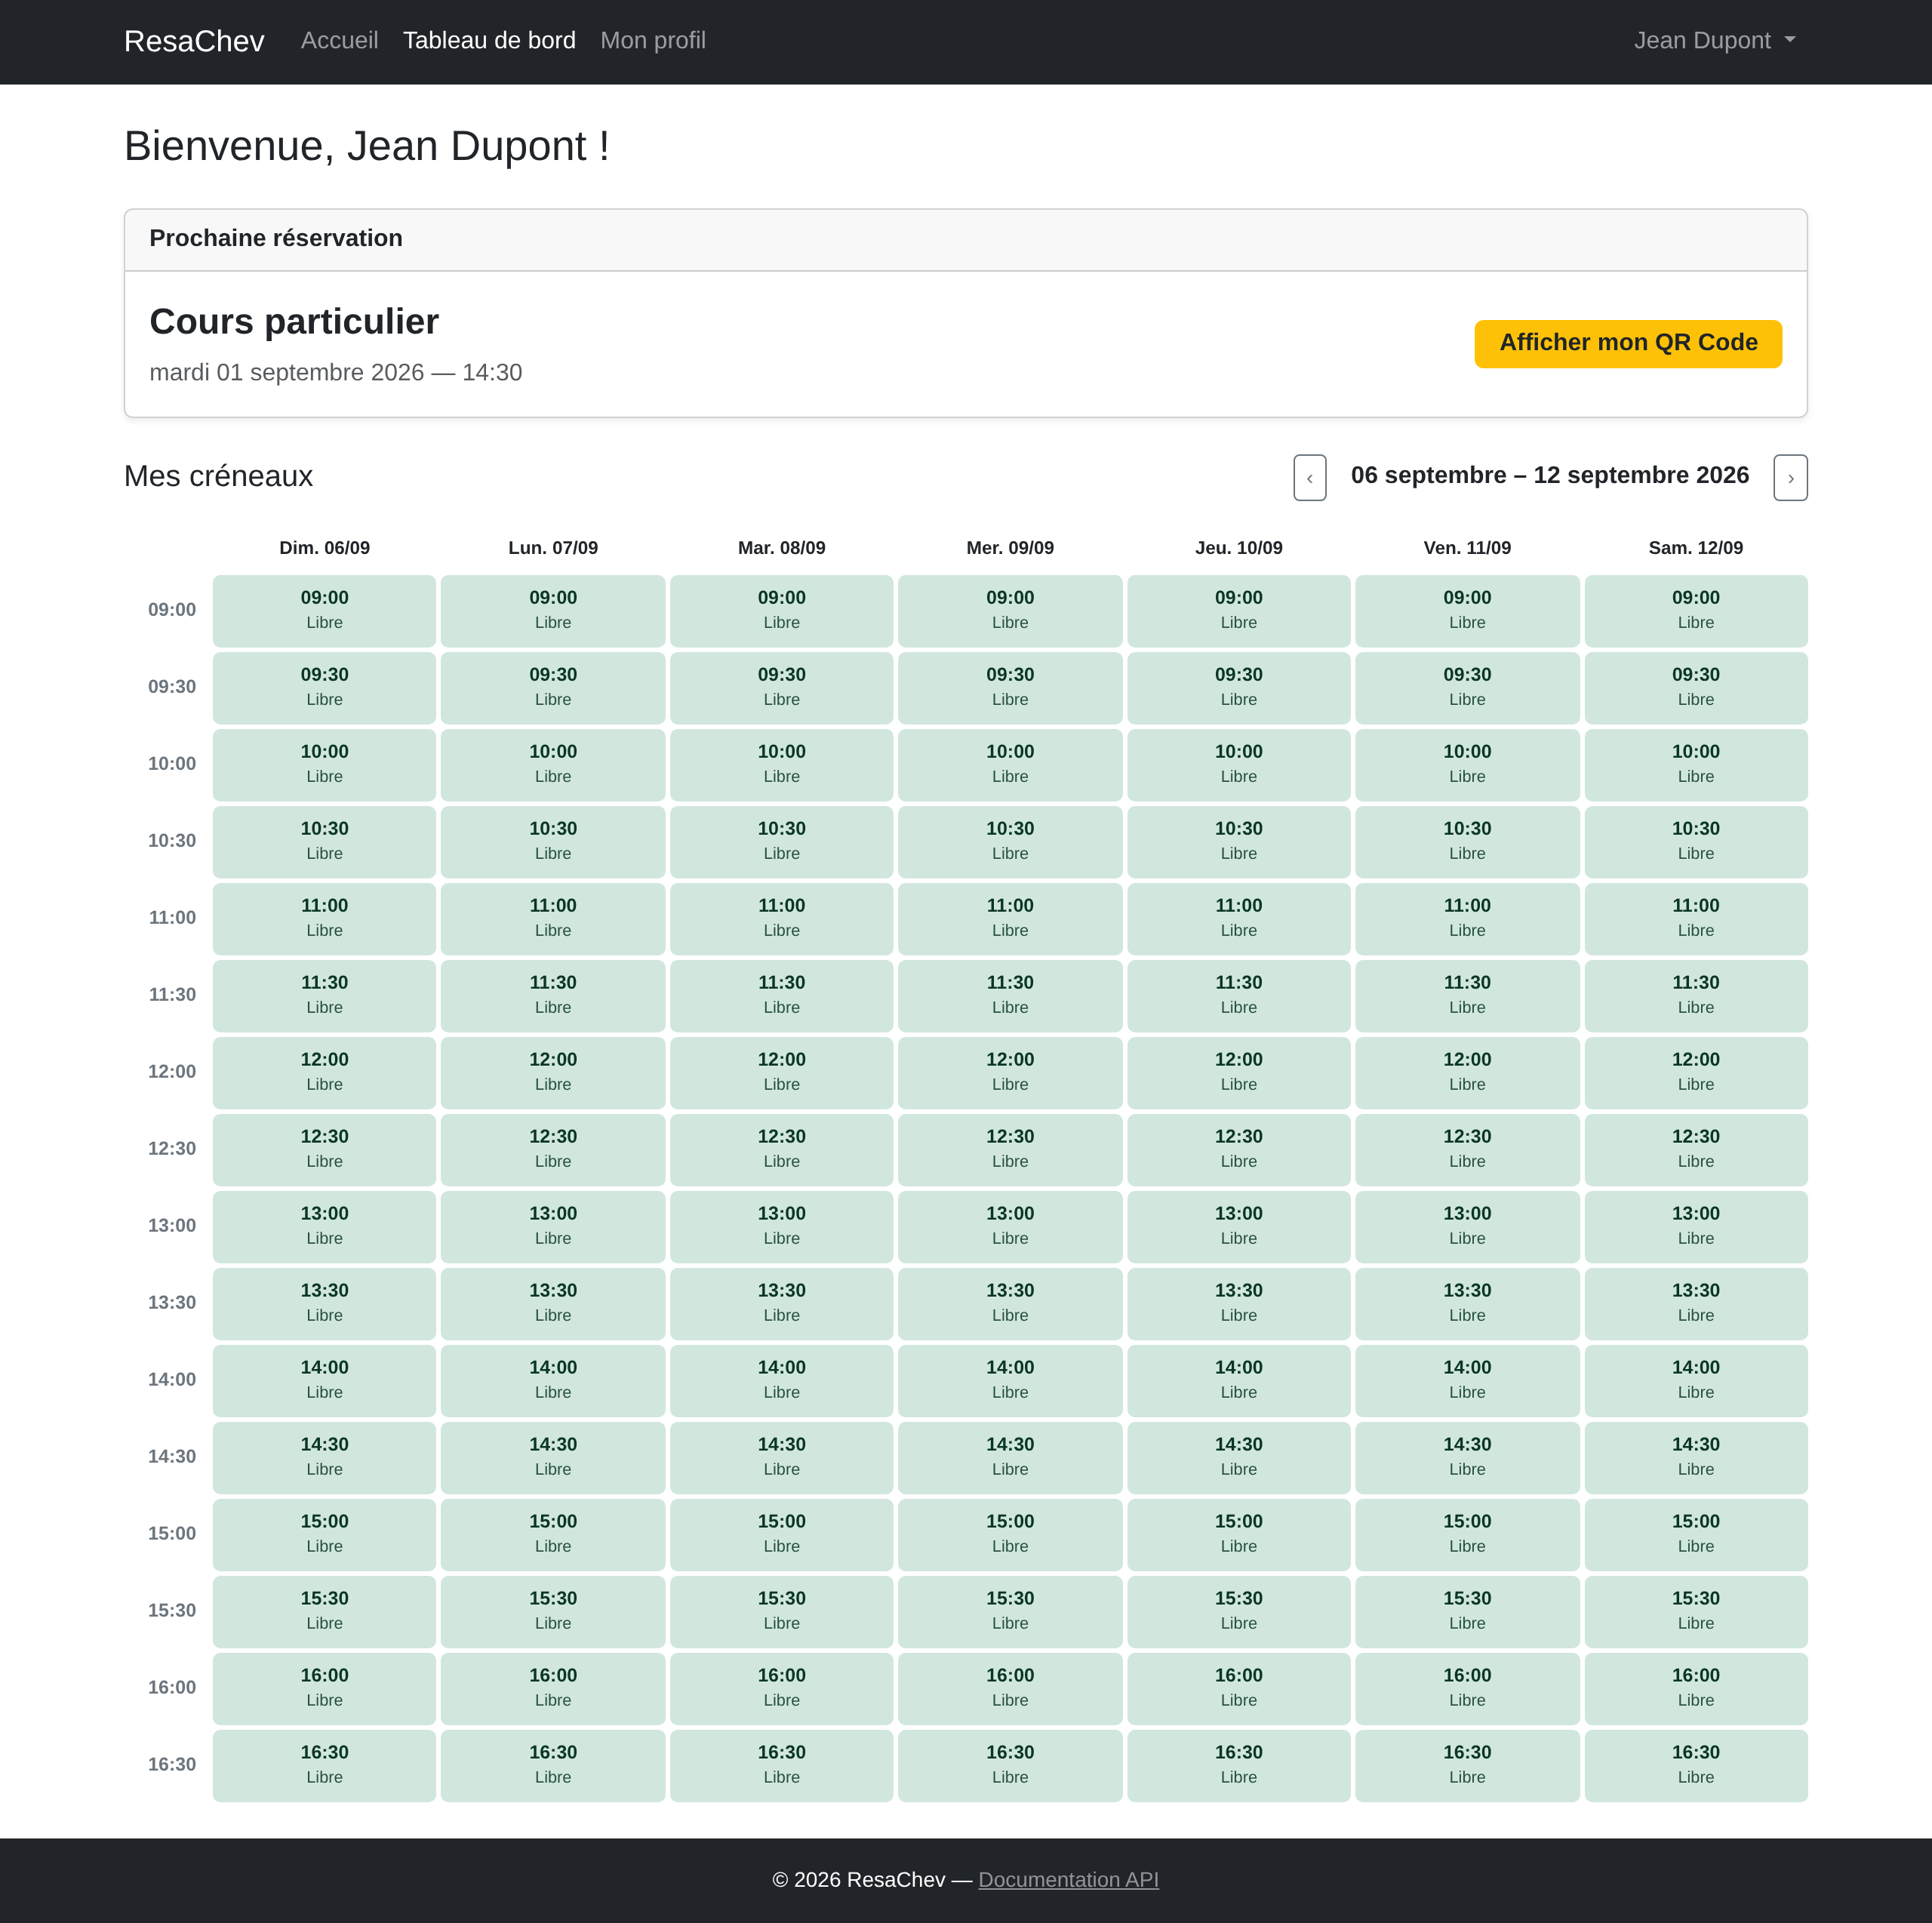 ResaChev Accueil Tableau de bord Mon profil Jean Dupont
Bienvenue, Jean Dupont !
Prochaine réservation
Cours particulier
Afficher mon QR Code
mardi 01 septembre 2026 — 14:30
Mes créneaux ‹ 06 septembre – 12 septembre 2026 ›
Dim. 06/09 Lun. 07/09 Mar. 08/09 Mer. 09/09 Jeu. 10/09 Ven. 11/09 Sam. 12/09
09:00 09:00 09:00 09:00 09:00 09:00 09:00 09:00
Libre Libre Libre Libre Libre Libre Libre
09:30 09:30 09:30 09:30 09:30 09:30 09:30 09:30
Libre Libre Libre Libre Libre Libre Libre
10:00 10:00 10:00 10:00 10:00 10:00 10:00 10:00
Libre Libre Libre Libre Libre Libre Libre
10:30 10:30 10:30 10:30 10:30 10:30 10:30 10:30
Libre Libre Libre Libre Libre Libre Libre
11:00 11:00 11:00 11:00 11:00 11:00 11:00 11:00
Libre Libre Libre Libre Libre Libre Libre
11:30 11:30 11:30 11:30 11:30 11:30 11:30 11:30
Libre Libre Libre Libre Libre Libre Libre
12:00 12:00 12:00 12:00 12:00 12:00 12:00 12:00
Libre Libre Libre Libre Libre Libre Libre
12:30 12:30 12:30 12:30 12:30 12:30 12:30 12:30
Libre Libre Libre Libre Libre Libre Libre
13:00 13:00 13:00 13:00 13:00 13:00 13:00 13:00
Libre Libre Libre Libre Libre Libre Libre
13:30 13:30 13:30 13:30 13:30 13:30 13:30 13:30
Libre Libre Libre Libre Libre Libre Libre
14:00 14:00 14:00 14:00 14:00 14:00 14:00 14:00
Libre Libre Libre Libre Libre Libre Libre
14:30 14:30 14:30 14:30 14:30 14:30 14:30 14:30
Libre Libre Libre Libre Libre Libre Libre
15:00 15:00 15:00 15:00 15:00 15:00 15:00 15:00
Libre Libre Libre Libre Libre Libre Libre
15:30 15:30 15:30 15:30 15:30 15:30 15:30 15:30
Libre Libre Libre Libre Libre Libre Libre
16:00 16:00 16:00 16:00 16:00 16:00 16:00 16:00
Libre Libre Libre Libre Libre Libre Libre
16:30 16:30 16:30 16:30 16:30 16:30 16:30 16:30
Libre Libre Libre Libre Libre Libre Libre
© 2026 ResaChev — Documentation API